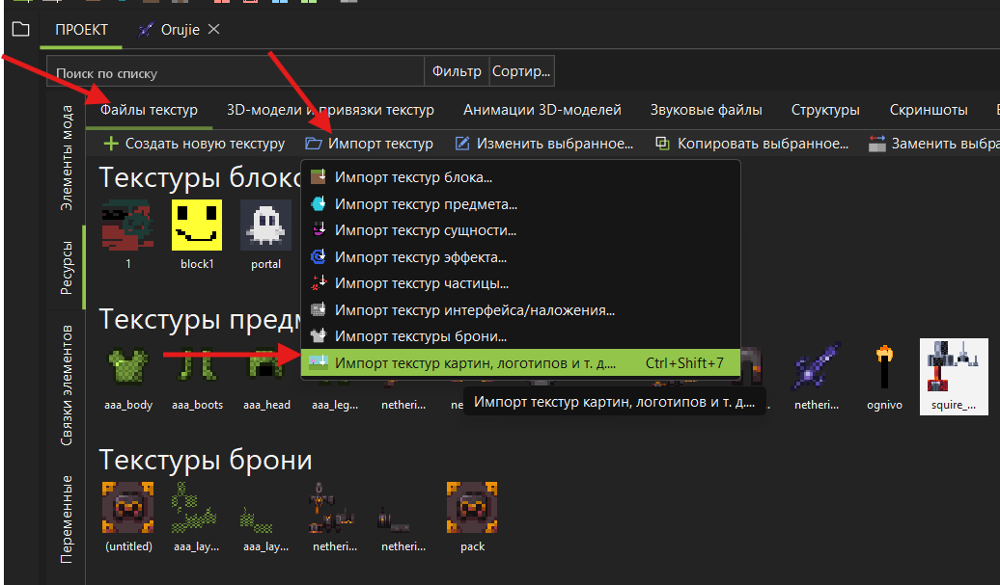 ПРОЕКТ
Orujie
Поиск по списку
Фильтр
Сортир...
Файлы текстур
3D-модели и привязки текстур
Анимации 3D-моделей
Звуковые файлы
Структуры
Скриншоты
Создать новую текстуру
Импорт текстур
Изменить выбранное...
Копировать выбранное...
Заменить выбра
Элементы мода
Ресурсы
Связки элементов
Переменные
Текстуры блок
1
block1
portal
Импорт текстур блока...
Импорт текстур предмета...
Импорт текстур сущности...
Импорт текстур эффекта...
Импорт текстур частицы...
Импорт текстур интерфейса/наложения...
Импорт текстуры брони...
Импорт текстур картин, логотипов и т. д....
Ctrl+Shift+7
Импорт текстур картин, логотипов и т. д....
Текстуры пред
aaa_body
aaa_boots
aaa_head
aaa_leg...
netheri...
ne
netheri...
ognivo
squire_...
Текстуры брони
(untitled)
aaa_lay...
aaa_lay...
netheri...
netheri...
pack